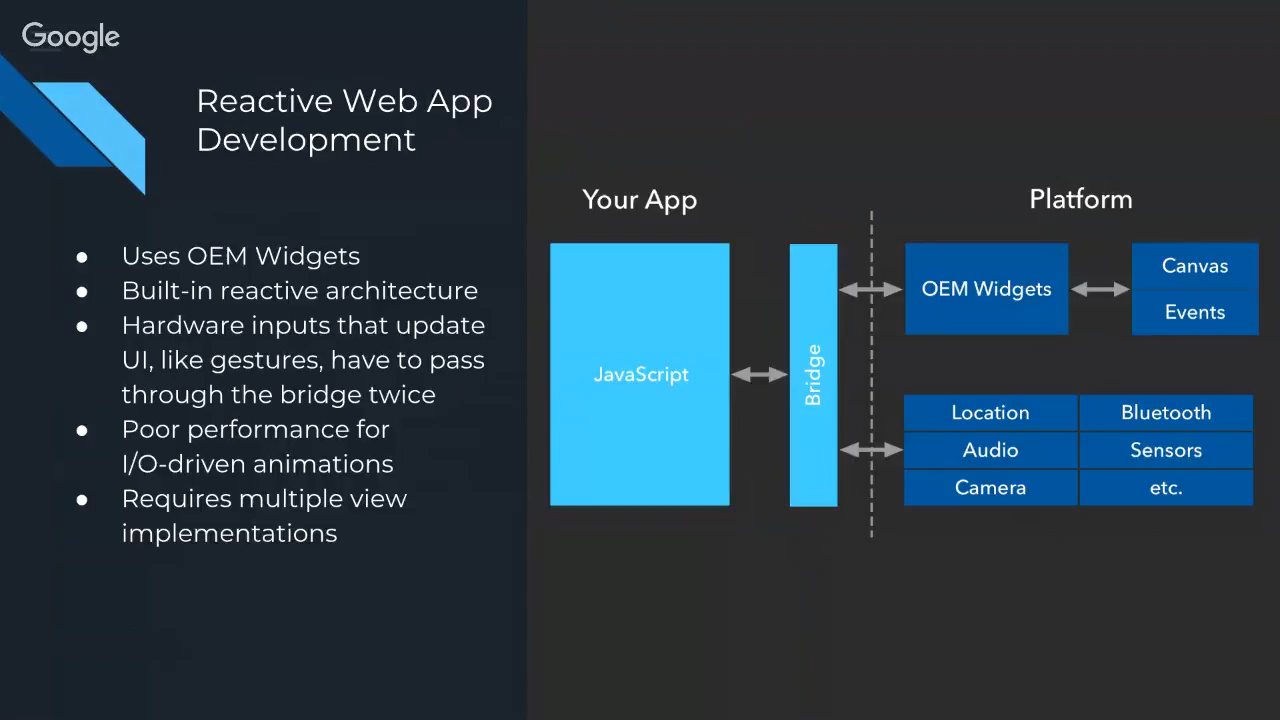 Google
Reactive Web App
Development
● Uses OEM Widgets
● Built-in reactive architecture
● Hardware inputs that update
UI, like gestures, have to pass
through the bridge twice
● Poor performance for
I/O-driven animations
● Requires multiple view
implementations
Your App
Platform
JavaScript
Bridge
OEM Widgets
Canvas
Events
Location
Bluetooth
Audio
Sensors
Camera
etc.